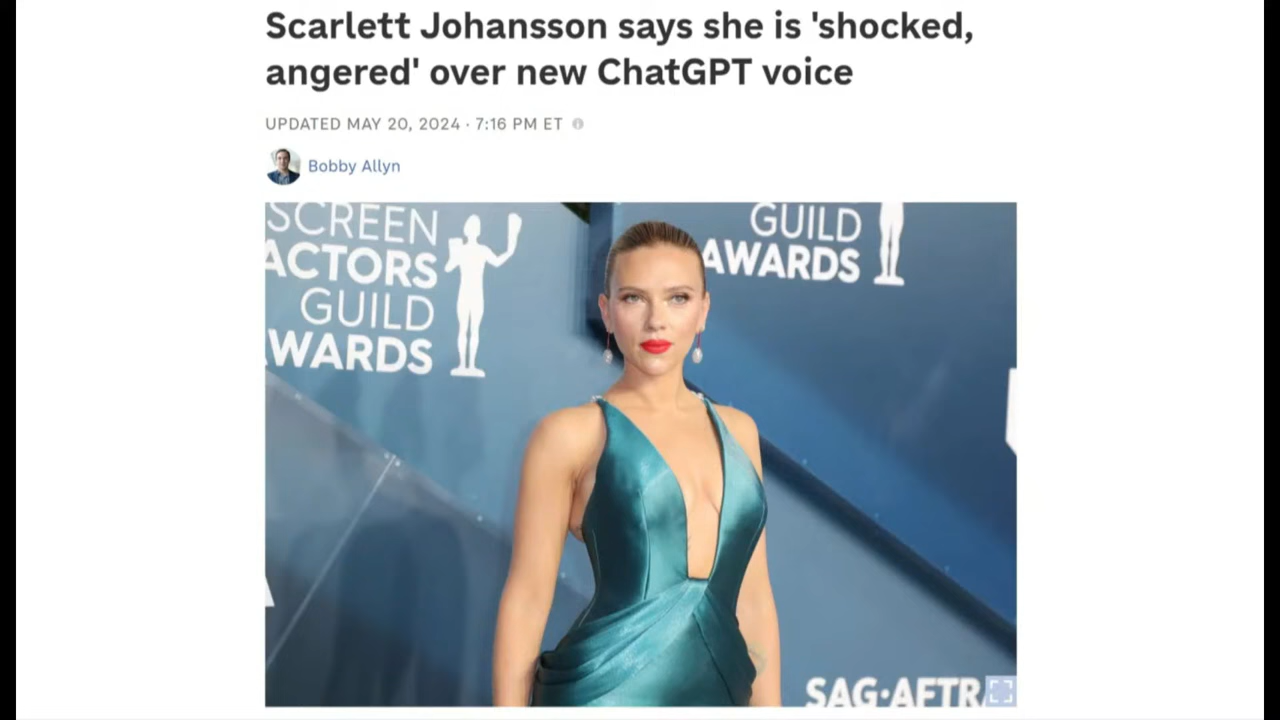 Scarlett Johansson says she is 'shocked,
angered' over new ChatGPT voice
UPDATED MAY 20, 2024 · 7:16 PM ET
Bobby Allyn
SCREEN
ACTORS
GUILD
AWARDS
GUILD
AWARDS
SAG·AFTRA